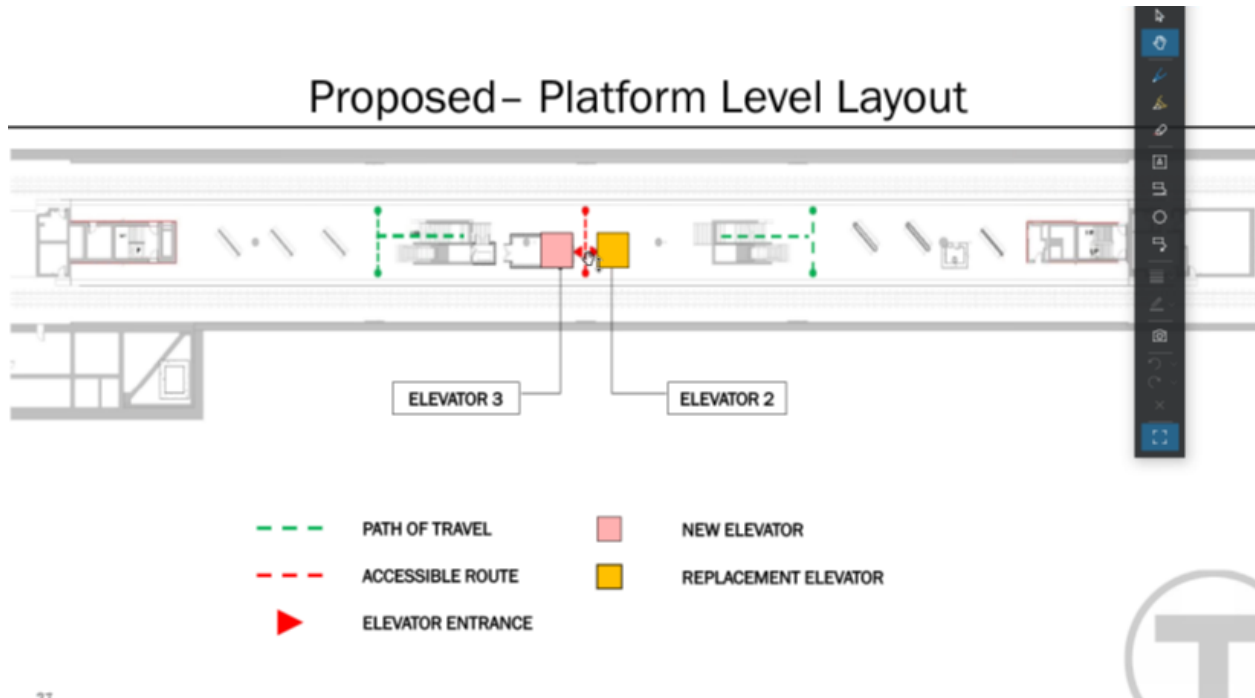 Proposed– Platform Level Layout
ELEVATOR 3
ELEVATOR 2
PATH OF TRAVEL
NEW ELEVATOR
ACCESSIBLE ROUTE
REPLACEMENT ELEVATOR
ELEVATOR ENTRANCE
T